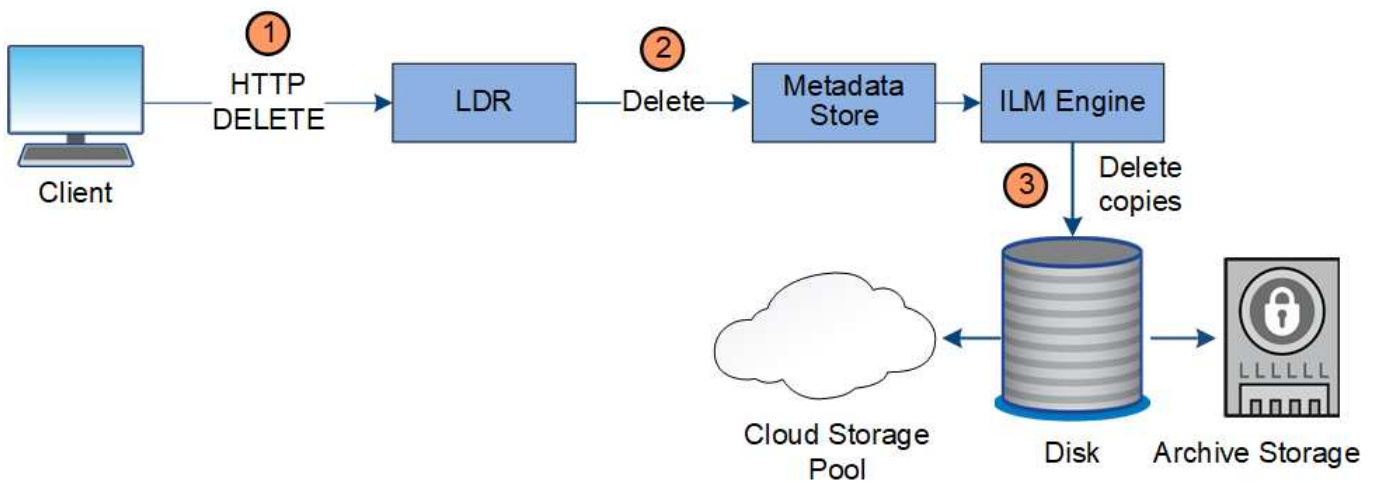 1
HTTP
DELETE
Client
LDR
2
Delete
Metadata
Store
ILM Engine
3
Delete
copies
Cloud Storage
Pool
Disk
LLLLLL
Archive Storage